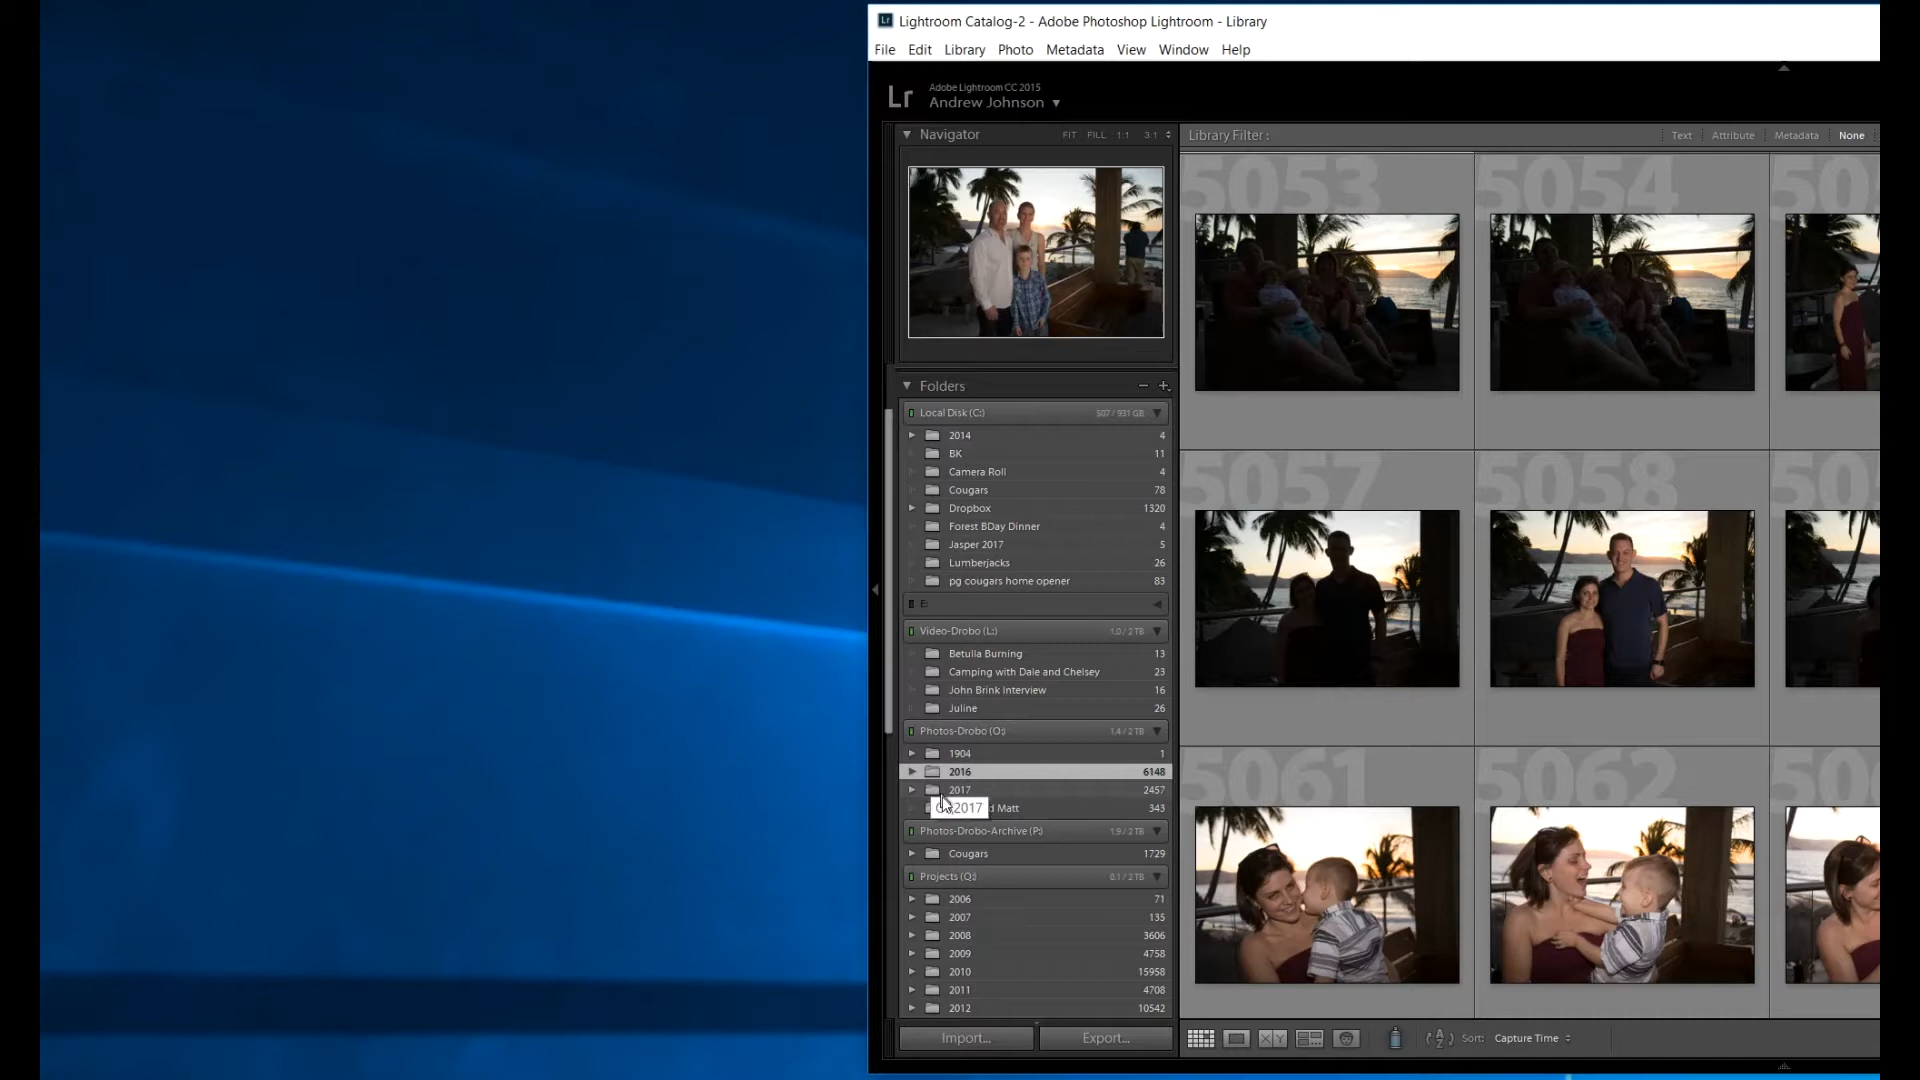 Lightroom Catalog-2 - Adobe Photoshop Lightroom - Library
File Edit Library Photo Metadata View Window Help
Lr
Adobe Lightroom CC 2015
Andrew Johnson
Navigator FIT FILL 1:1 3:1
Library Filter : Text Attribute Metadata None
5053 5054
Folders
Local Disk (C:) 507 / 931 GB
2014 4
BK 11
Camera Roll 4
Cougars 78
Dropbox 1320
Forest BDay Dinner 4
Jasper 2017 5
Lumberjacks 26
pg cougars home opener 83
E:
Video-Drobo (L:) 1.0 / 2 TB
Betulla Burning 13
Camping with Dale and Chelsey 23
John Brink Interview 16
Juline 26
Photos-Drobo (O:) 1.4 / 2 TB
1904 1
2016 6148
2017 2457
2017
Matt 343
Photos-Drobo-Archive (P:) 1.9 / 2 TB
Cougars 1729
Projects (Q:) 0.1 / 2 TB
2006 71
2007 135
2008 3606
2009 4758
2010 15958
2011 4708
2012 10542
Import... Export...
5057 5058
5061 5062
Sort: Capture Time